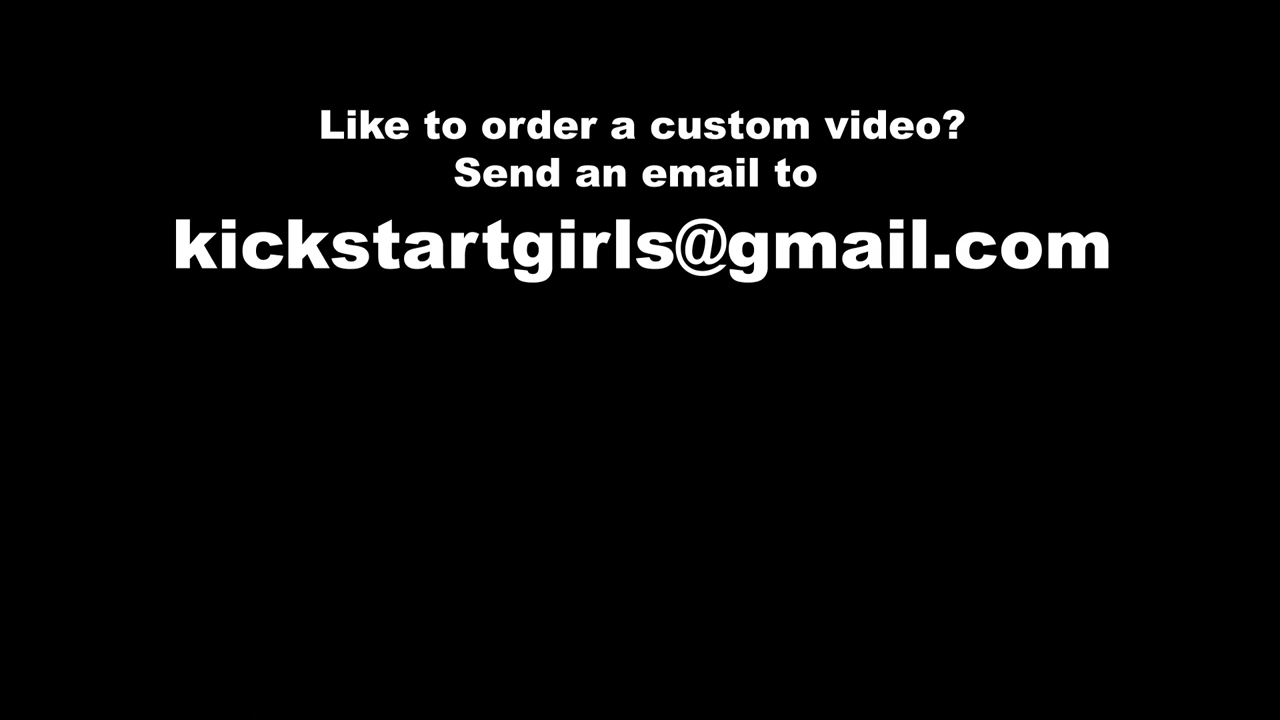 Like to order a custom video?
Send an email to
kickstartgirls@gmail.com